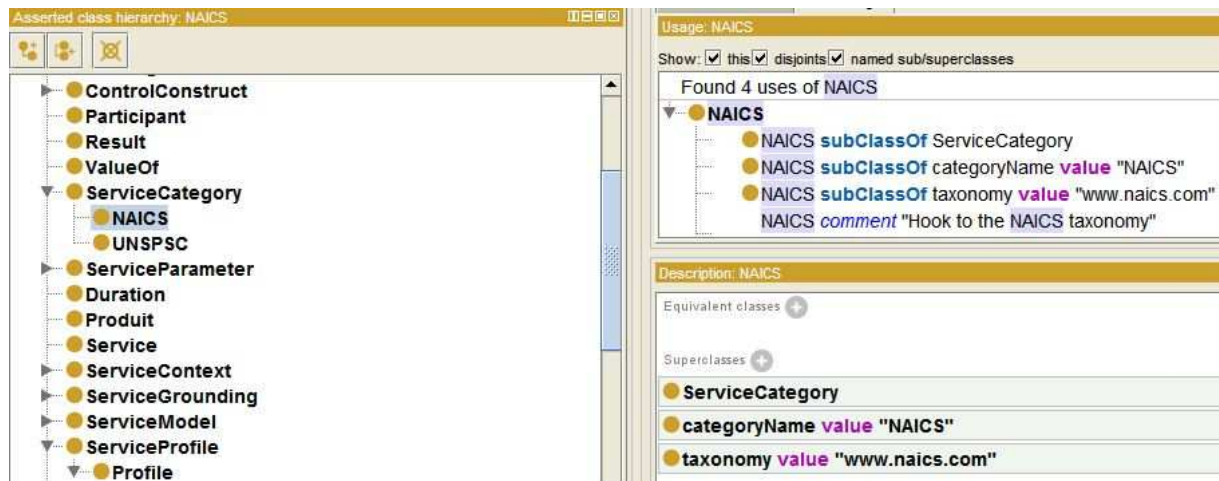 Asserted class hierarchy: NAICS
ControlConstruct
Participant
Result
ValueOf
ServiceCategory
NAICS
UNSPSC
ServiceParameter
Duration
Produit
Service
ServiceContext
ServiceGrounding
ServiceModel
ServiceProfile
Profile
Usage: NAICS
Show: this disjoints named sub/superclasses
Found 4 uses of NAICS
NAICS
NAICS subClassOf ServiceCategory
NAICS subClassOf categoryName value "NAICS"
NAICS subClassOf taxonomy value "www.naics.com"
NAICS comment "Hook to the NAICS taxonomy"
Description: NAICS
Equivalent classes
Superclasses
ServiceCategory
categoryName value "NAICS"
taxonomy value "www.naics.com"